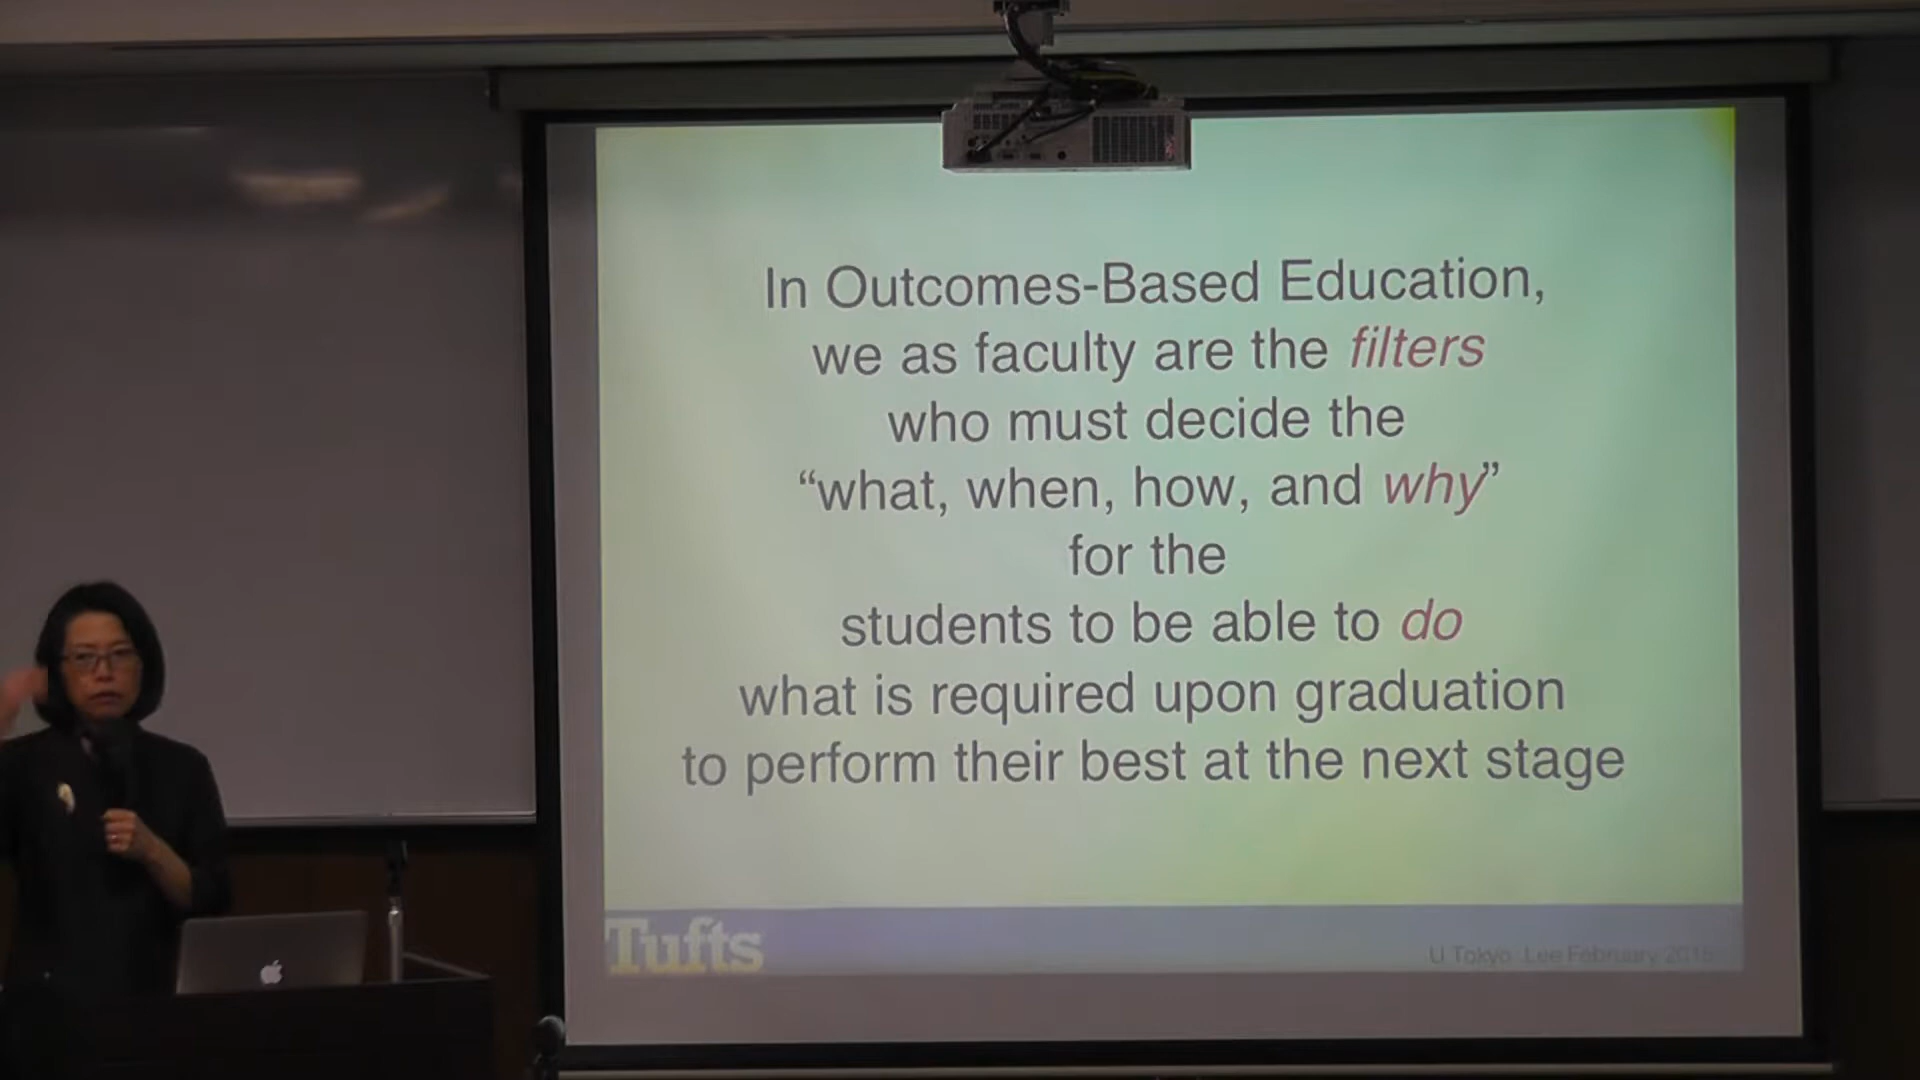 In Outcomes-Based Education,
we as faculty are the filters
who must decide the
“what, when, how, and why”
for the
students to be able to do
what is required upon graduation
to perform their best at the next stage
Tufts
U Tokyo Lee February